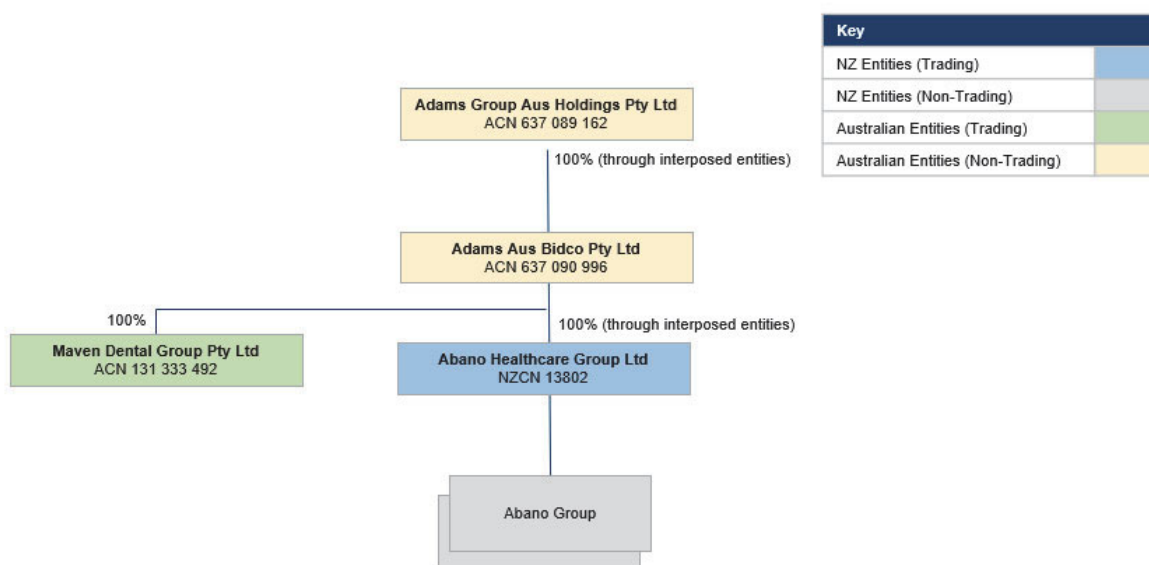 Key
NZ Entities (Trading)
NZ Entities (Non-Trading)
Australian Entities (Trading)
Australian Entities (Non-Trading)
Adams Group Aus Holdings Pty Ltd
ACN 637 089 162
100% (through interposed entities)
Adams Aus Bidco Pty Ltd
ACN 637 090 996
100%
100% (through interposed entities)
Maven Dental Group Pty Ltd
ACN 131 333 492
Abano Healthcare Group Ltd
NZCN 13802
Abano Group